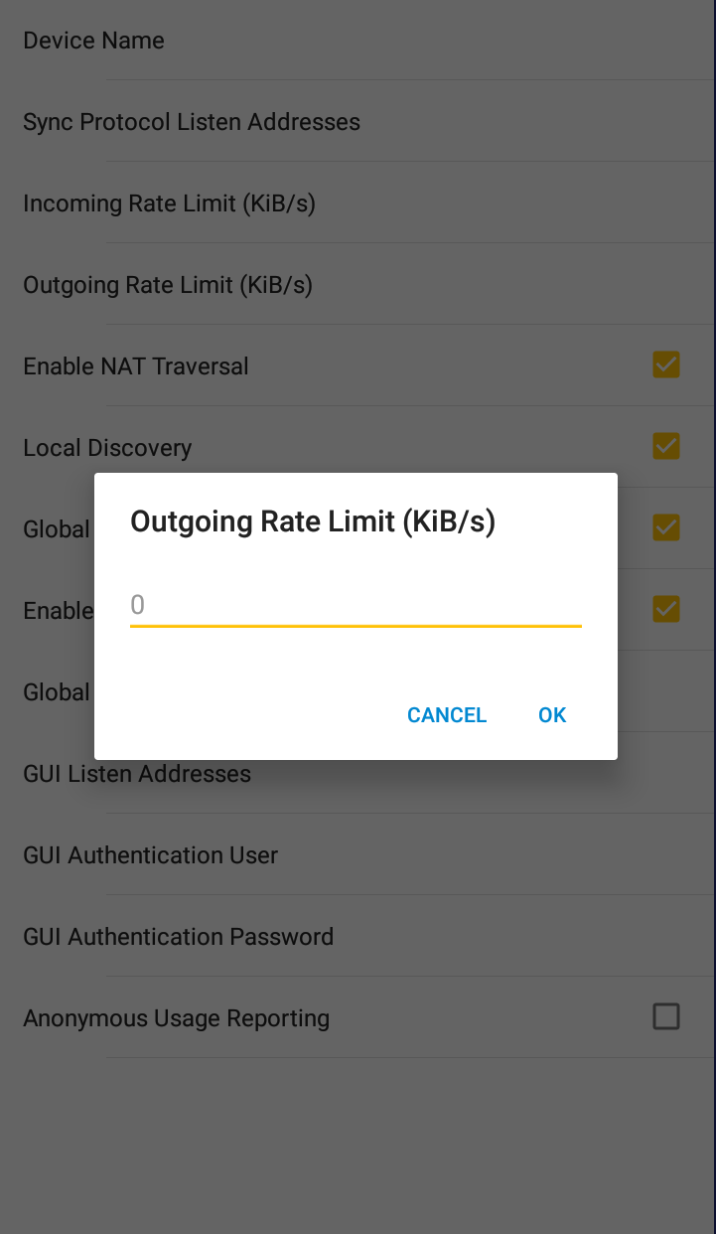 Device Name
Sync Protocol Listen Addresses
Incoming Rate Limit (KiB/s)
Outgoing Rate Limit (KiB/s)
Enable NAT Traversal
Local Discovery
Global
Enable
Global
Outgoing Rate Limit (KiB/s)
0
CANCEL OK
GUI Listen Addresses
GUI Authentication User
GUI Authentication Password
Anonymous Usage Reporting